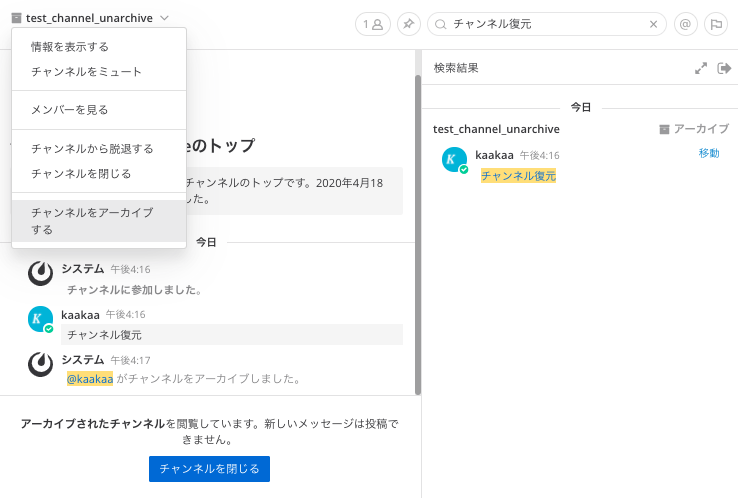 test_channel_unarchive
1
チャンネル復元
@
情報を表示する
チャンネルをミュート
メンバーを見る
チャンネルから脱退する
チャンネルを閉じる
チャンネルをアーカイブ
する
eのトップ
チャンネルのトップです。2020年4月18
した。
今日
システム 午後4:16
チャンネルに参加しました。
K
kaakaa 午後4:16
チャンネル復元
システム 午後4:17
@kaakaa がチャンネルをアーカイブしました。
アーカイブされたチャンネルを閲覧しています。新しいメッセージは投稿で
きません。
チャンネルを閉じる
検索結果
今日
test_channel_unarchive アーカイブ
K
kaakaa 午後4:16 移動
チャンネル復元